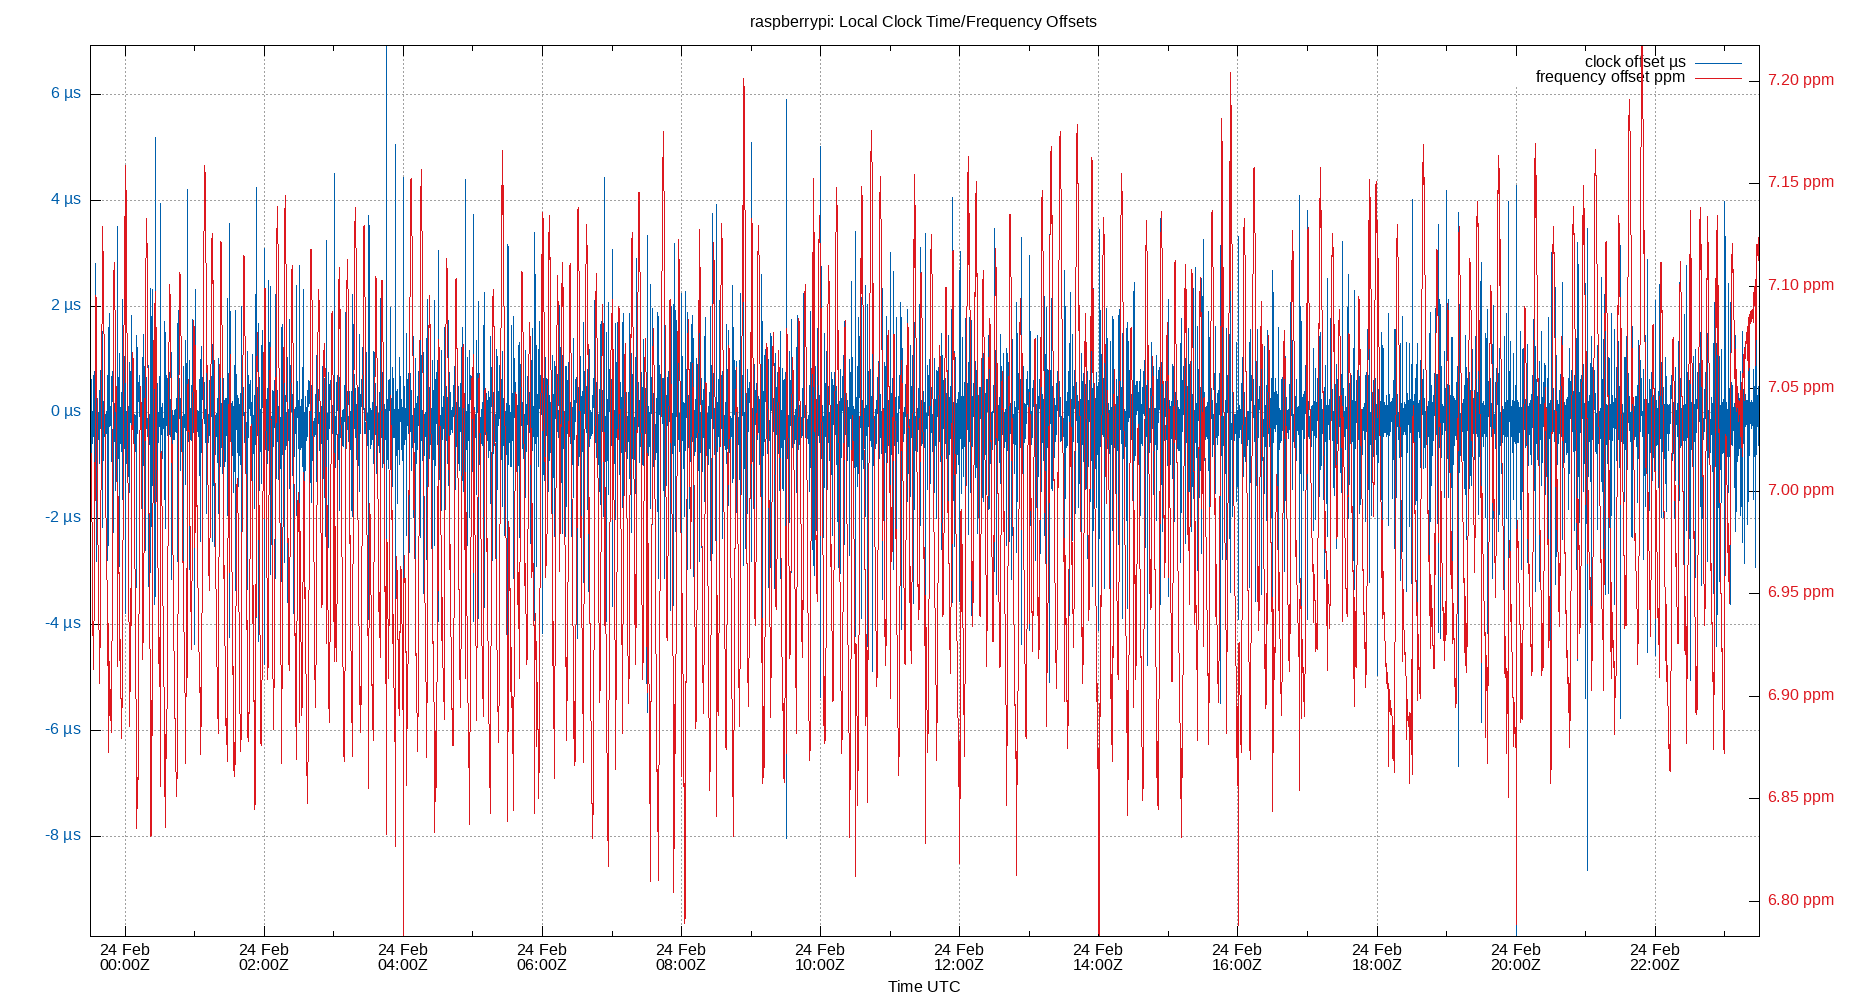 raspberrypi: Local Clock Time/Frequency Offsets
clock offset µs
frequency offset ppm
6 µs
4 µs
2 µs
0 µs
-2 µs
-4 µs
-6 µs
-8 µs
7.20 ppm
7.15 ppm
7.10 ppm
7.05 ppm
7.00 ppm
6.95 ppm
6.90 ppm
6.85 ppm
6.80 ppm
24 Feb 24 Feb 24 Feb 24 Feb 24 Feb 24 Feb 24 Feb 24 Feb 24 Feb 24 Feb 24 Feb 24 Feb
00:00Z 02:00Z 04:00Z 06:00Z 08:00Z 10:00Z 12:00Z 14:00Z 16:00Z 18:00Z 20:00Z 22:00Z
Time UTC